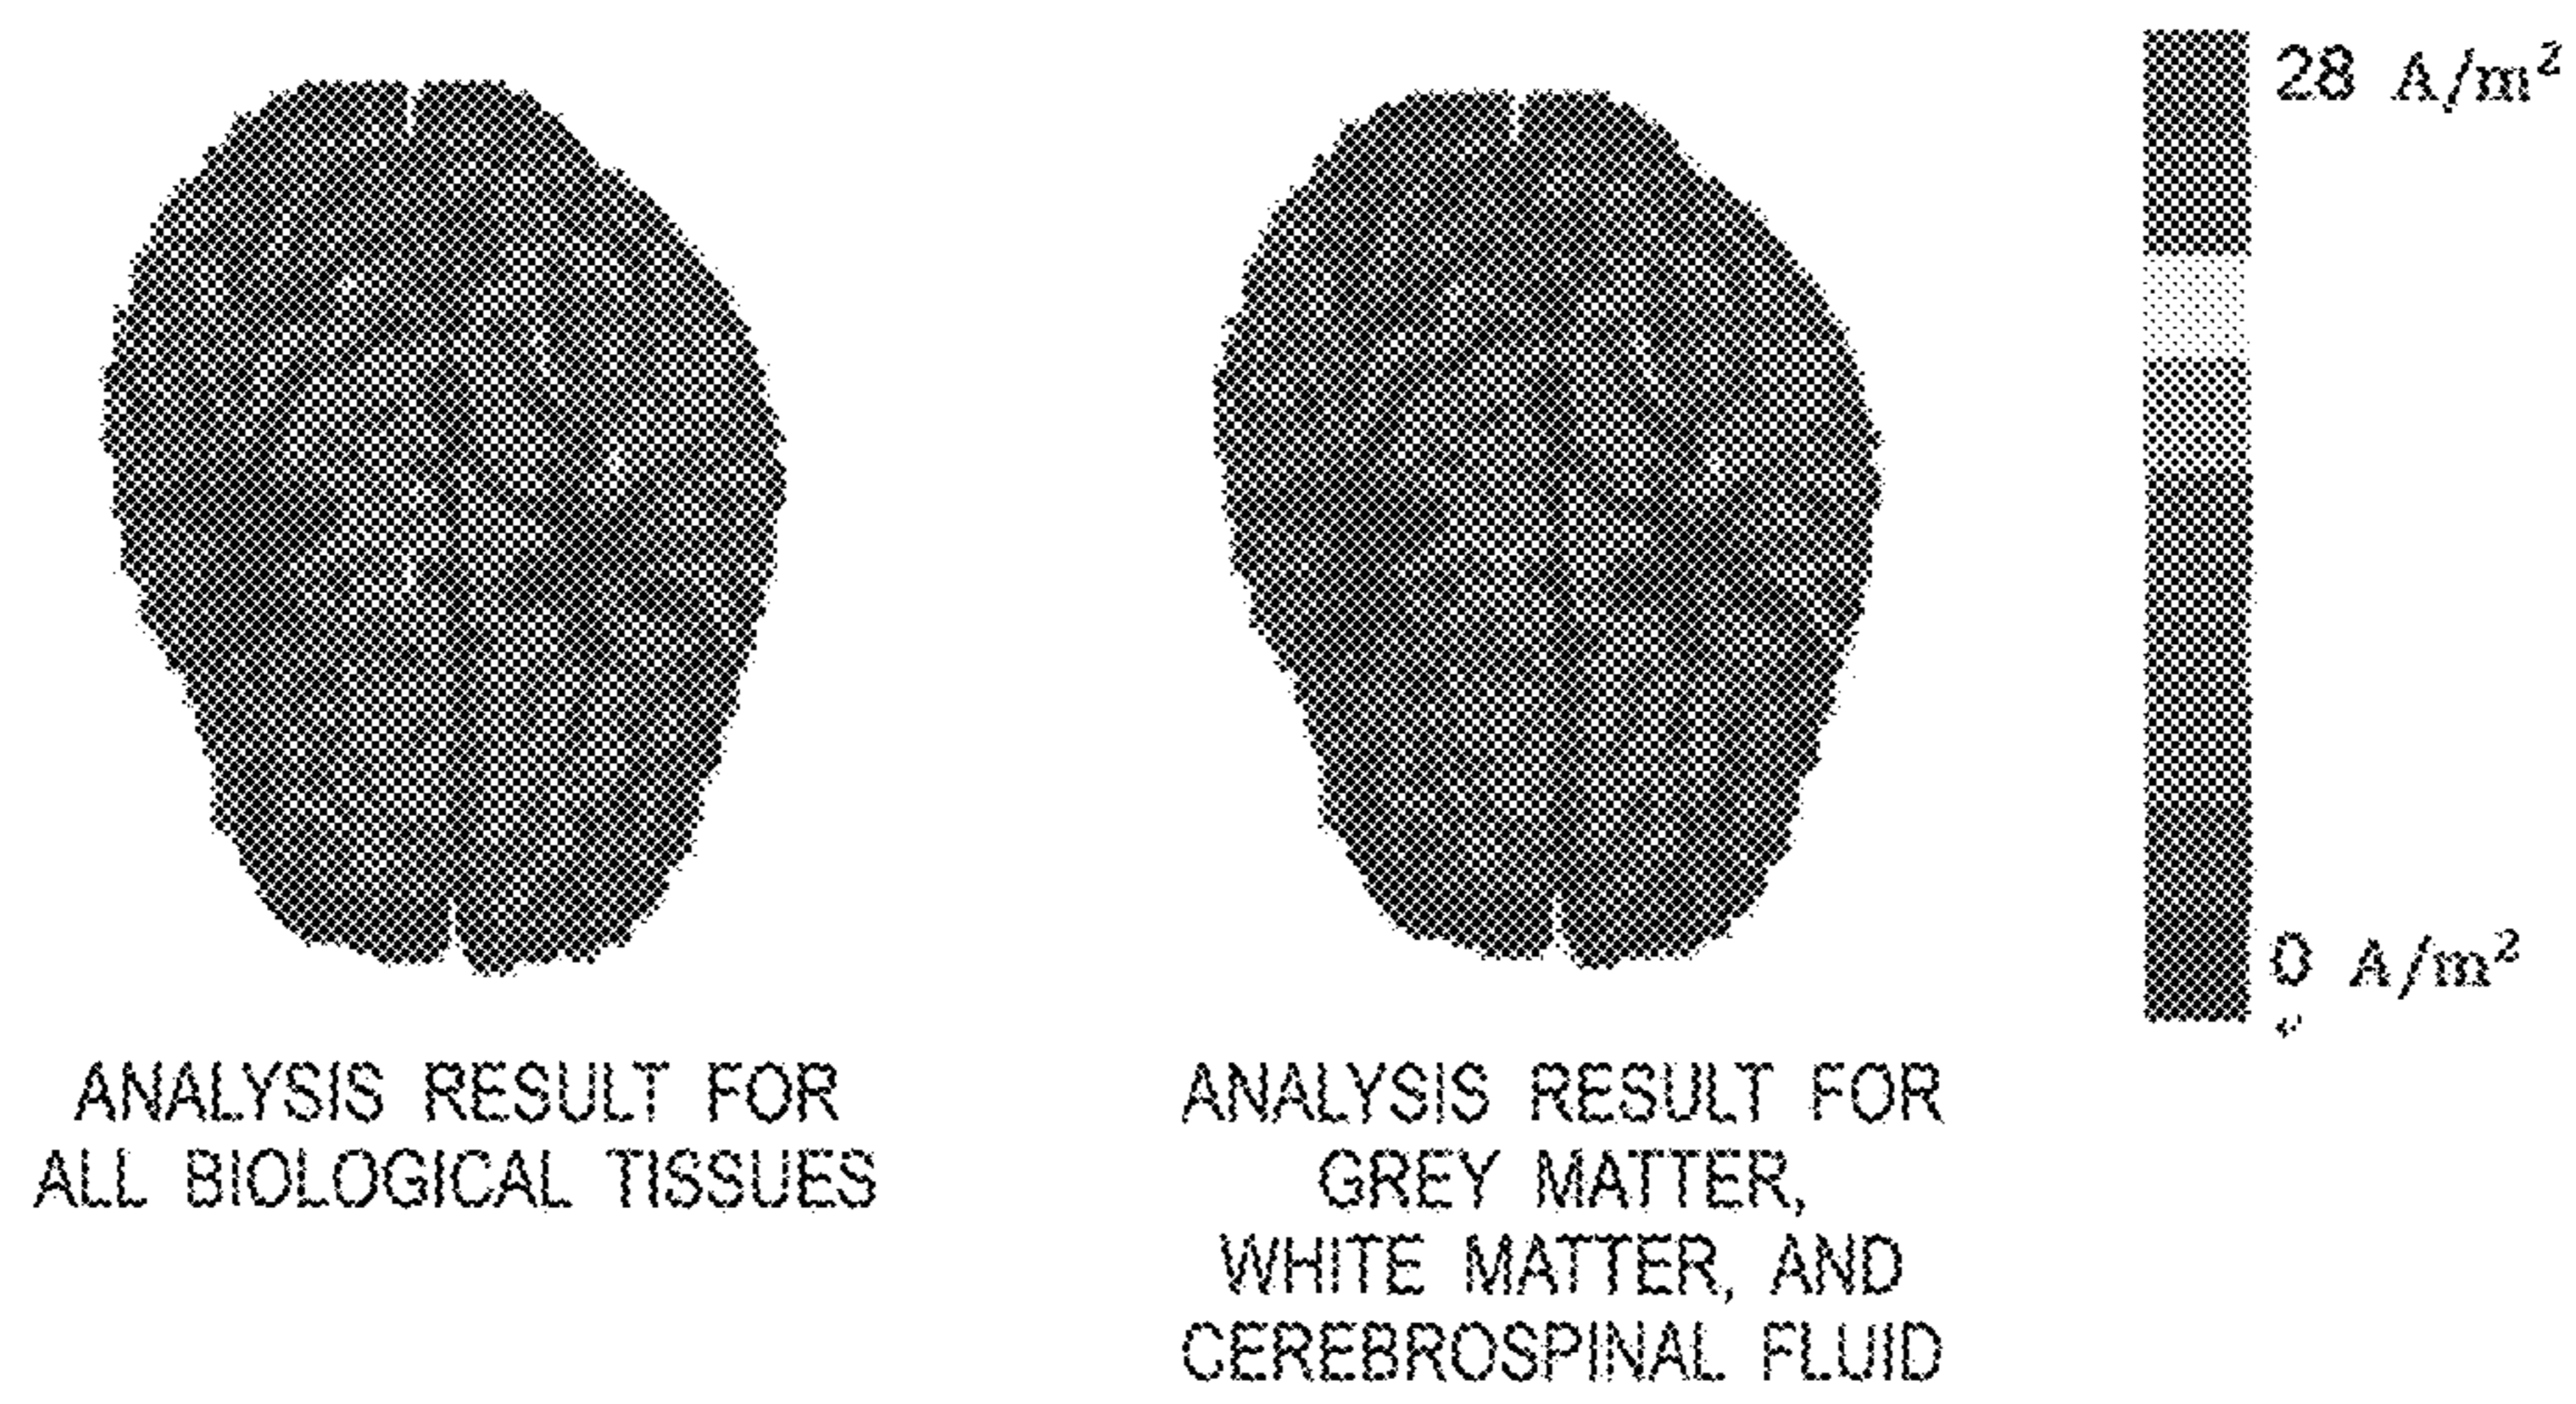 28 A/m²
0 A/m²
ANALYSIS RESULT FOR
ALL BIOLOGICAL TISSUES
ANALYSIS RESULT FOR
GREY MATTER,
WHITE MATTER, AND
CEREBROSPINAL FLUID